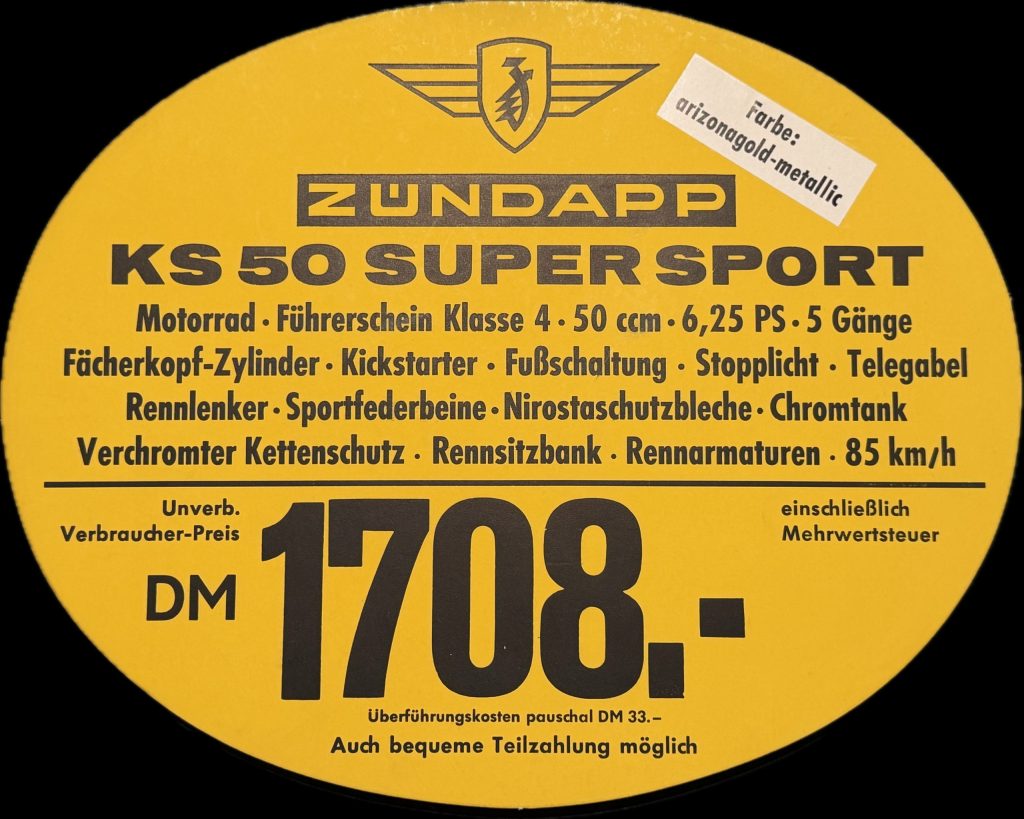 Farbe:
arizonagold-metallic
ZÜNDAPP
KS 50 SUPER SPORT
Motorrad · Führerschein Klasse 4 · 50 ccm · 6,25 PS · 5 Gänge
Fächerkopf-Zylinder · Kickstarter · Fußschaltung · Stopplicht · Telegabel
Rennlenker · Sportfederbeine · Nirostaschutzbleche · Chromtank
Verchromter Kettenschutz · Rennsitzbank · Rennarmaturen · 85 km/h
Unverb.
Verbraucher-Preis
DM 1708.-
einschließlich
Mehrwertsteuer
Überführungskosten pauschal DM 33.–
Auch bequeme Teilzahlung möglich